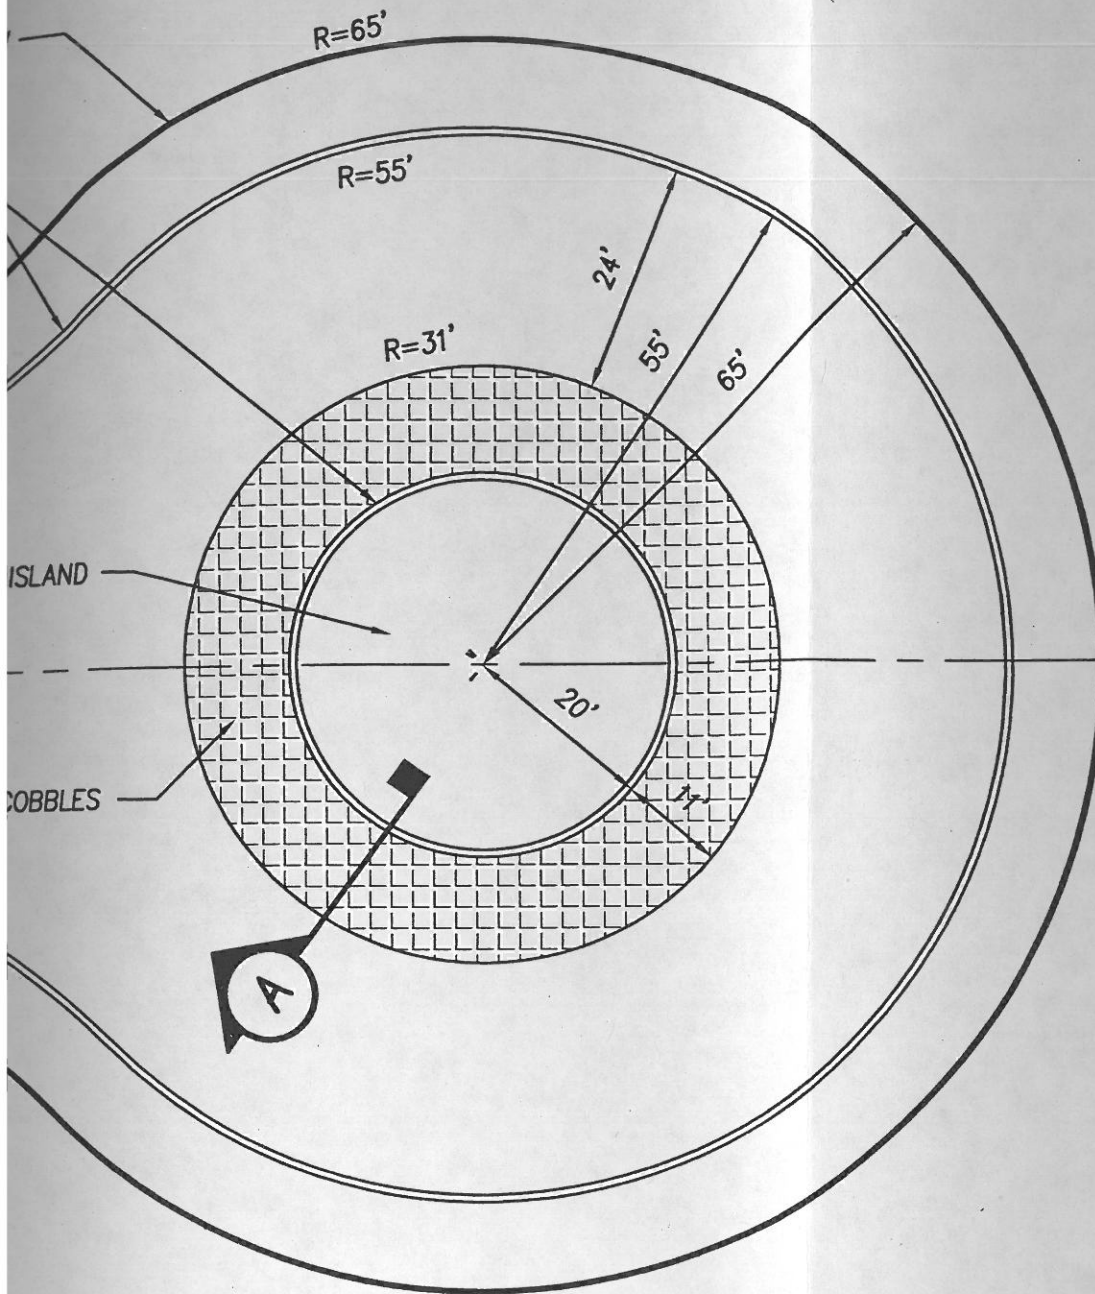 R=65'
R=55'
24'
R=31'
55'
65'
ISLAND
20'
11'
COBBLES
A